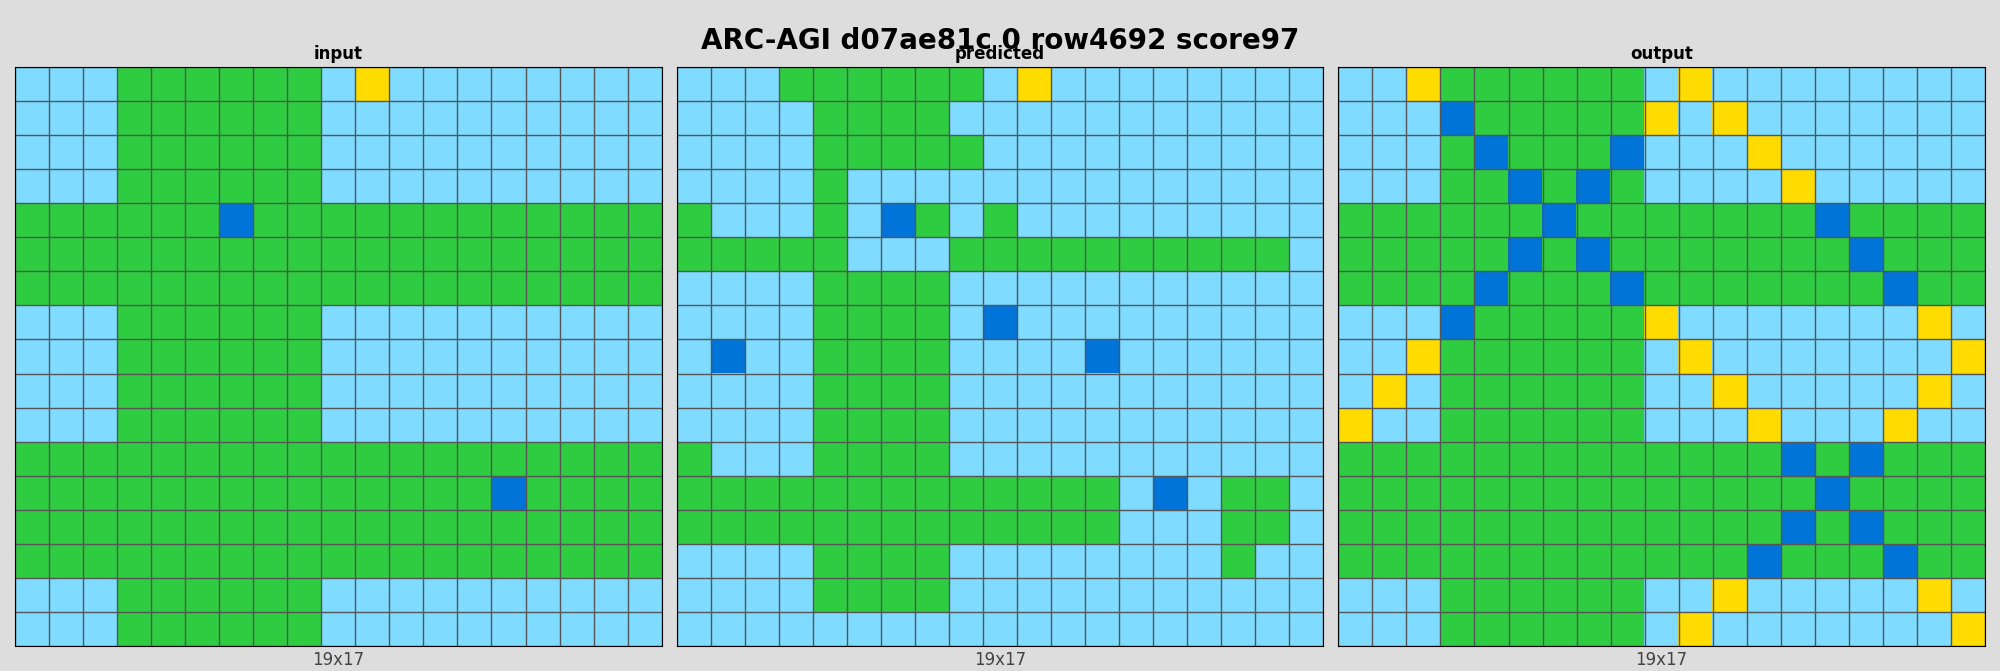 ARC-AGI d07ae81c 0 row4692 score97
input
predicted
output
19x17
19x17
19x17